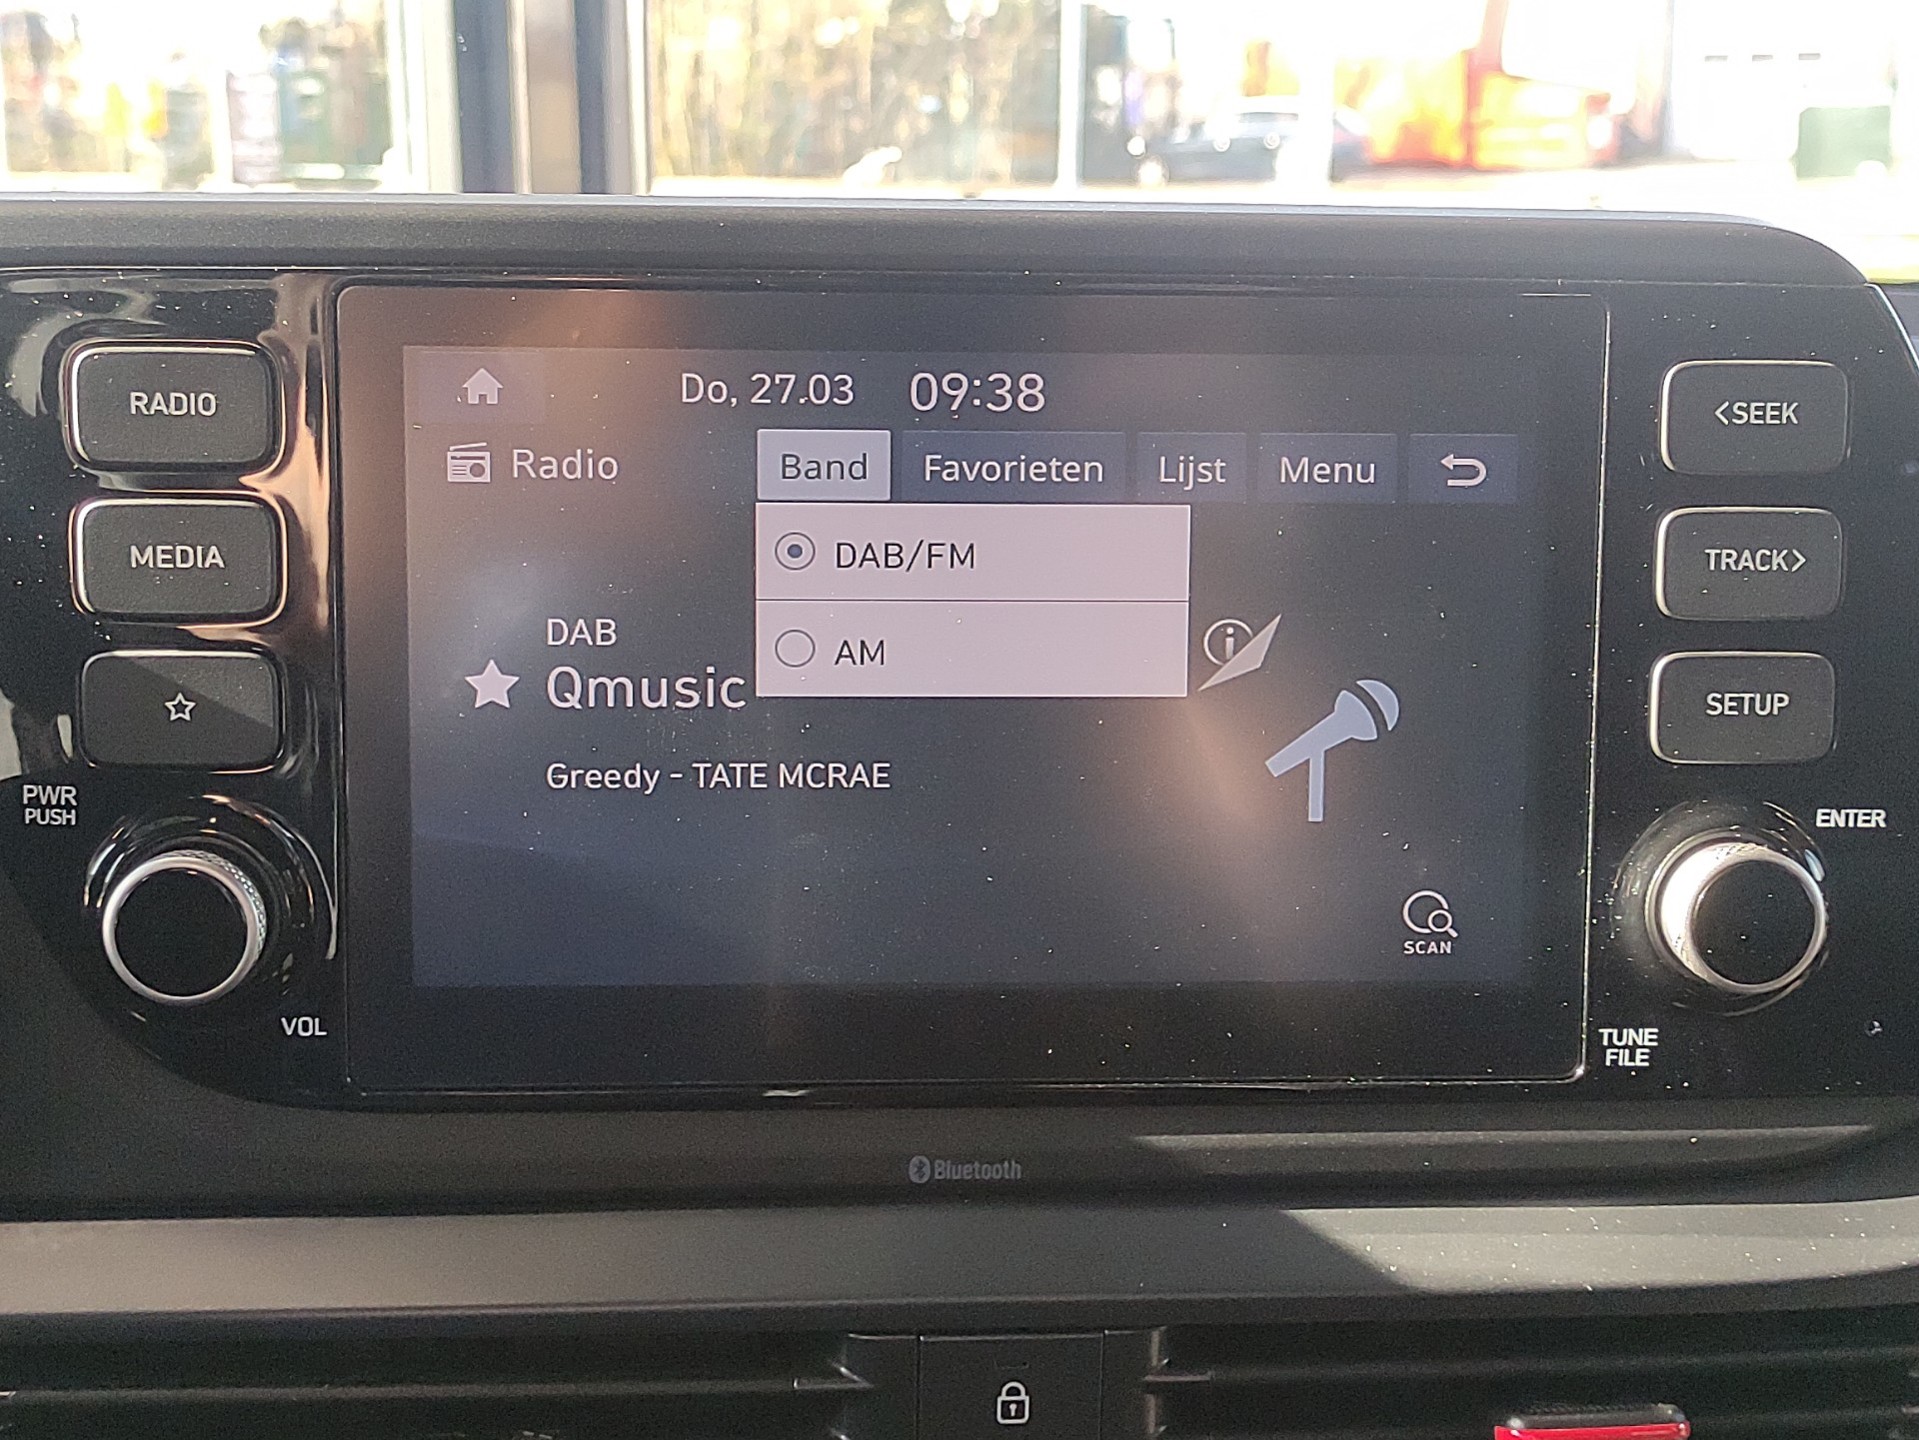 Do, 27.03 09:38
Radio
Band
Favorieten
Lijst
Menu
DAB/FM
AM
DAB
Qmusic
Greedy - TATE MCRAE
SCAN
RADIO
MEDIA
PWR
PUSH
VOL
<SEEK
TRACK>
SETUP
ENTER
TUNE
FILE
Bluetooth